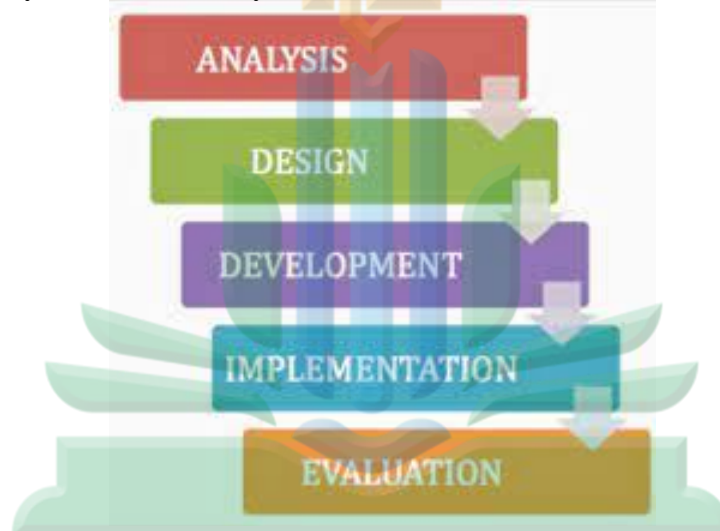 ANALYSIS
DESIGN
DEVELOPMENT
IMPLEMENTATION
EVALUATION